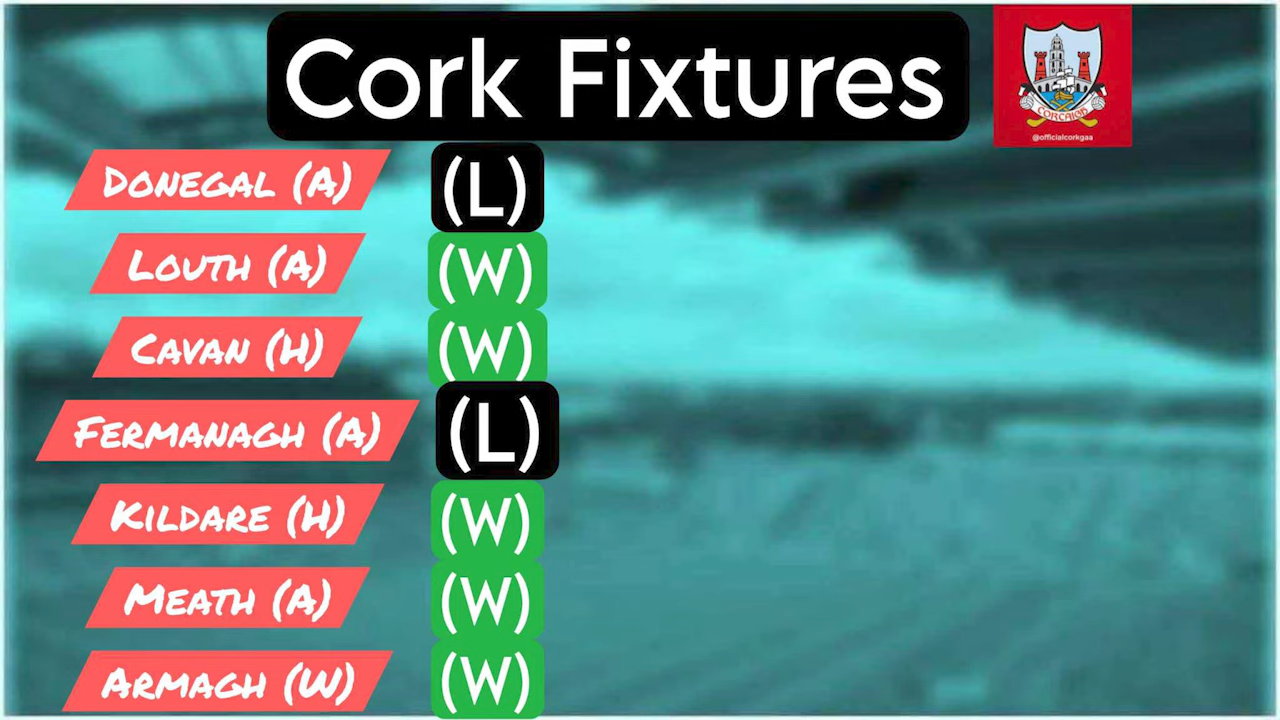 Cork Fixtures
CORCAIGH
@officialcorkgaa
DONEGAL (A) (L)
LOUTH (A) (W)
CAVAN (H) (W)
FERMANAGH (A) (L)
KILDARE (H) (W)
MEATH (A) (W)
ARMAGH (W) (W)